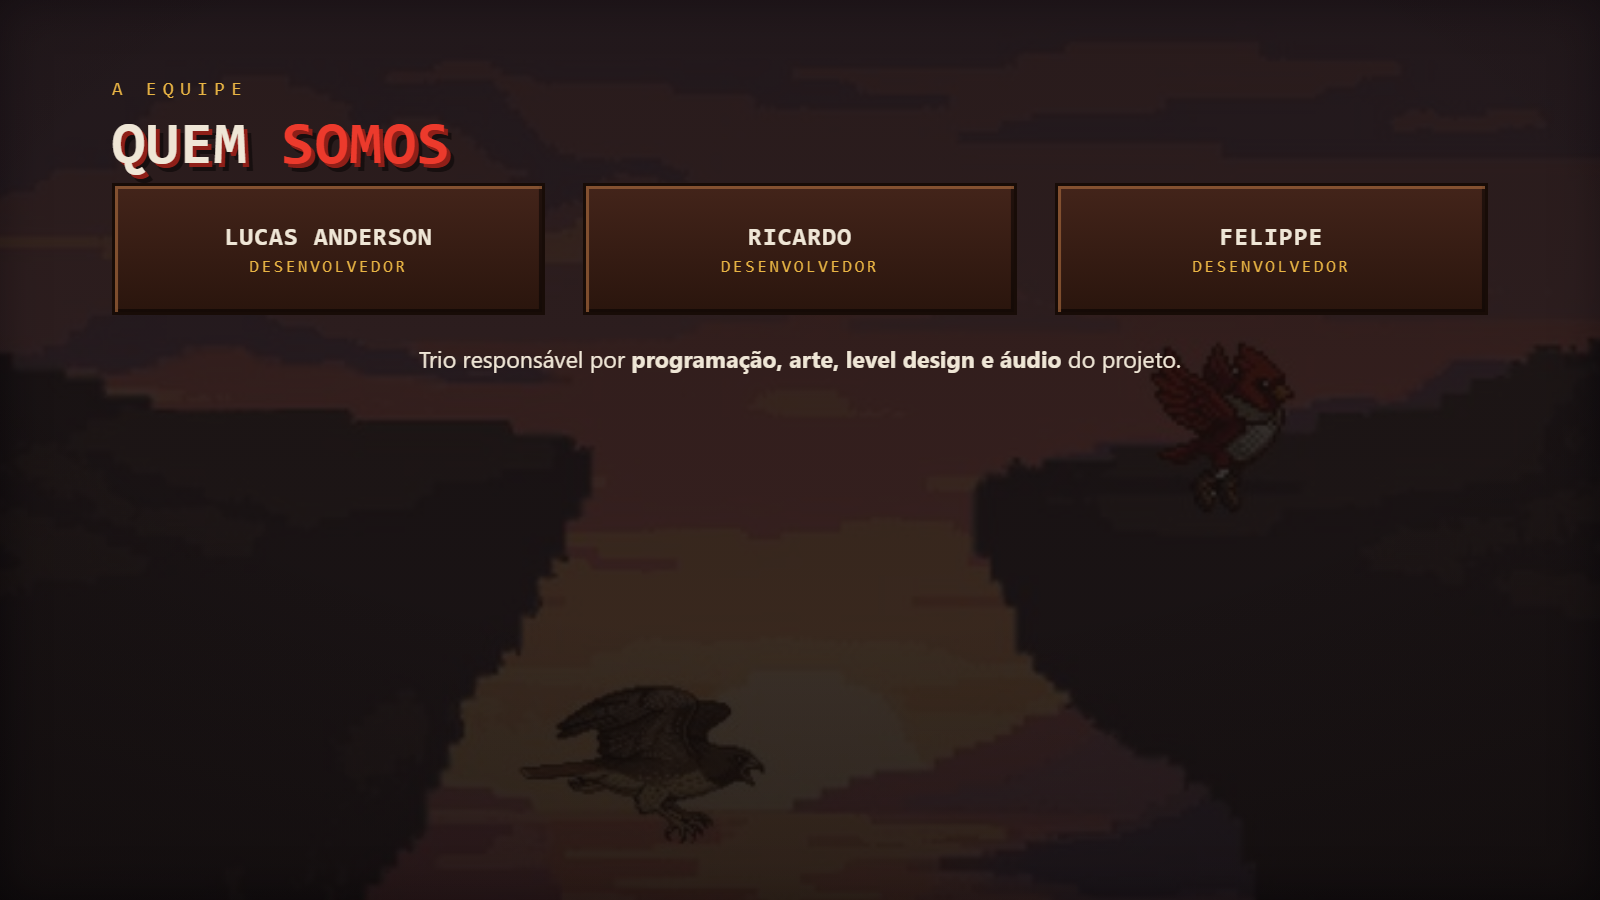 A EQUIPE
QUEM SOMOS
LUCAS ANDERSON
DESENVOLVEDOR
RICARDO
DESENVOLVEDOR
FELIPPE
DESENVOLVEDOR
Trio responsável por programação, arte, level design e áudio do projeto.